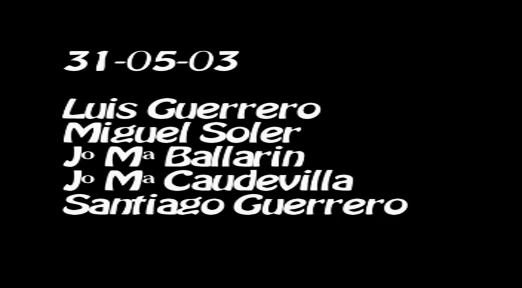 31-05-03
Luis Guerrero
Miguel Soler
Jº Mª Ballarin
Jº Mª Caudevilla
Santiago Guerrero